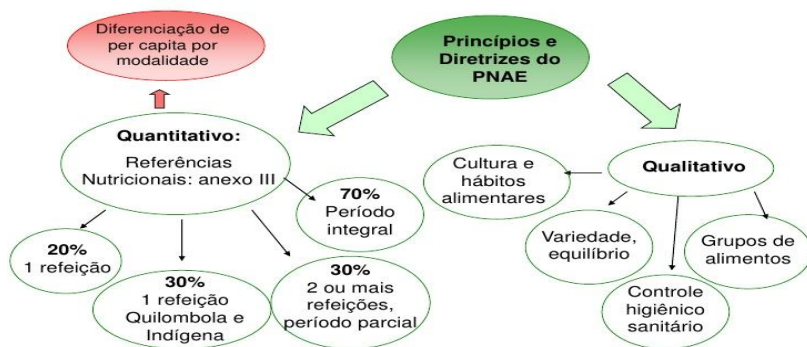 Diferenciação de
per capita por
modalidade
Princípios e
Diretrizes do
PNAE
Quantitativo:
Referências
Nutricionais: anexo III
Cultura e
hábitos
alimentares
Qualitativo
70%
Período
integral
20%
1 refeição
30%
1 refeição
Quilombola e
Indígena
30%
2 ou mais
refeições,
período parcial
Variedade,
equilíbrio
Controle
higiênico
sanitário
Grupos de
alimentos